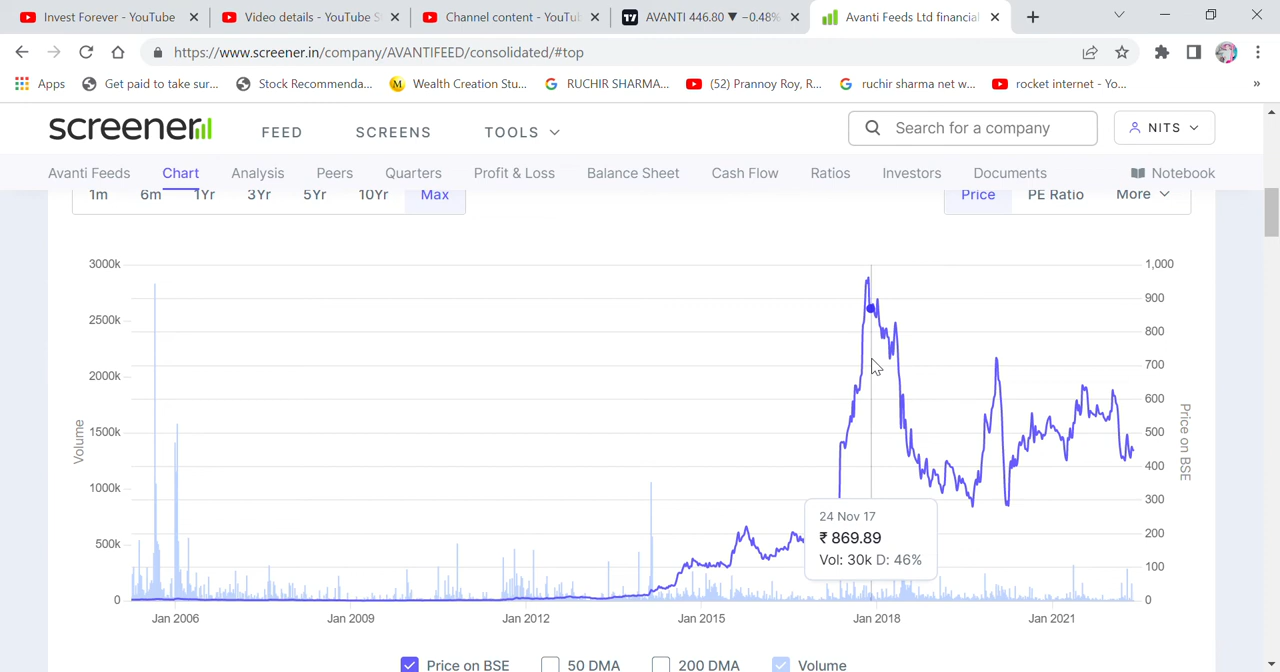 Invest Forever - YouTube
Video details - YouTube S
Channel content - YouTu
AVANTI 446.80 ▼ −0.48%
Avanti Feeds Ltd financial
https://www.screener.in/company/AVANTIFEED/consolidated/#top
Apps
Get paid to take sur...
Stock Recommenda...
Wealth Creation Stu...
RUCHIR SHARMA...
(52) Prannoy Roy, R...
ruchir sharma net w...
rocket internet - Yo...
»
screener
FEED
SCREENS
TOOLS
Search for a company
NITS
Avanti Feeds
Chart
Analysis
Peers
Quarters
Profit & Loss
Balance Sheet
Cash Flow
Ratios
Investors
Documents
Notebook
1m
6m
1Yr
3Yr
5Yr
10Yr
Max
Price
PE Ratio
More
3000k
2500k
2000k
1500k
1000k
500k
0
Volume
1,000
900
800
700
600
500
400
300
200
100
0
Price on BSE
24 Nov 17
₹ 869.89
Vol: 30k D: 46%
Jan 2006
Jan 2009
Jan 2012
Jan 2015
Jan 2018
Jan 2021
Price on BSE
50 DMA
200 DMA
Volume